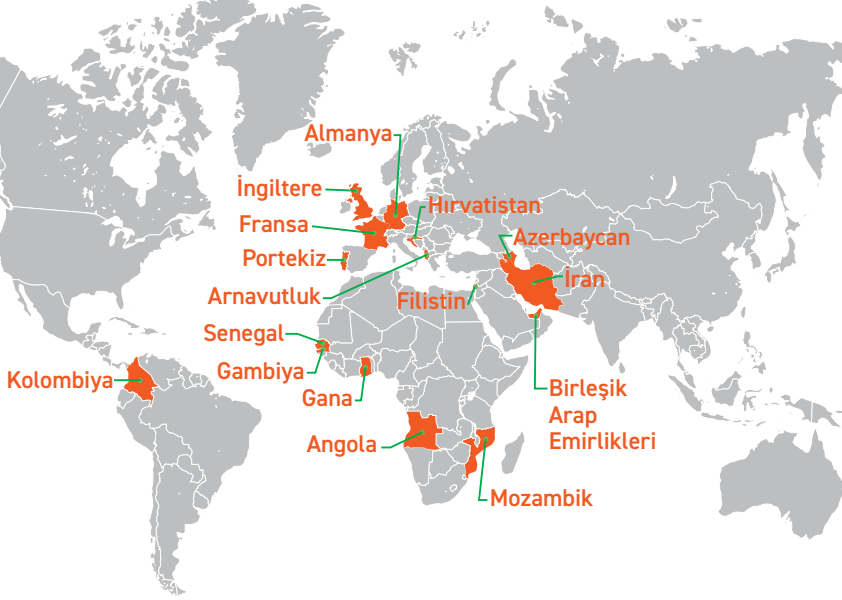 Almanya
İngiltere
Hırvatistan
Fransa
Azerbaycan
Portekiz
İran
Arnavutluk
Filistin
Senegal
Gambiya
Kolombiya
Gana
Birleşik
Arap
Emirlikleri
Angola
Mozambik